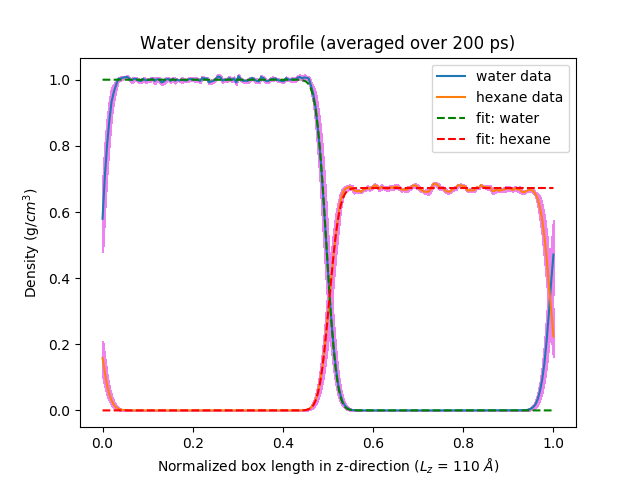 Water density profile (averaged over 200 ps)
water data
hexane data
fit: water
fit: hexane
Density (g/cm³)
1.0
0.8
0.6
0.4
0.2
0.0
0.0 0.2 0.4 0.6 0.8 1.0
Normalized box length in z-direction (L_z = 110 Å)